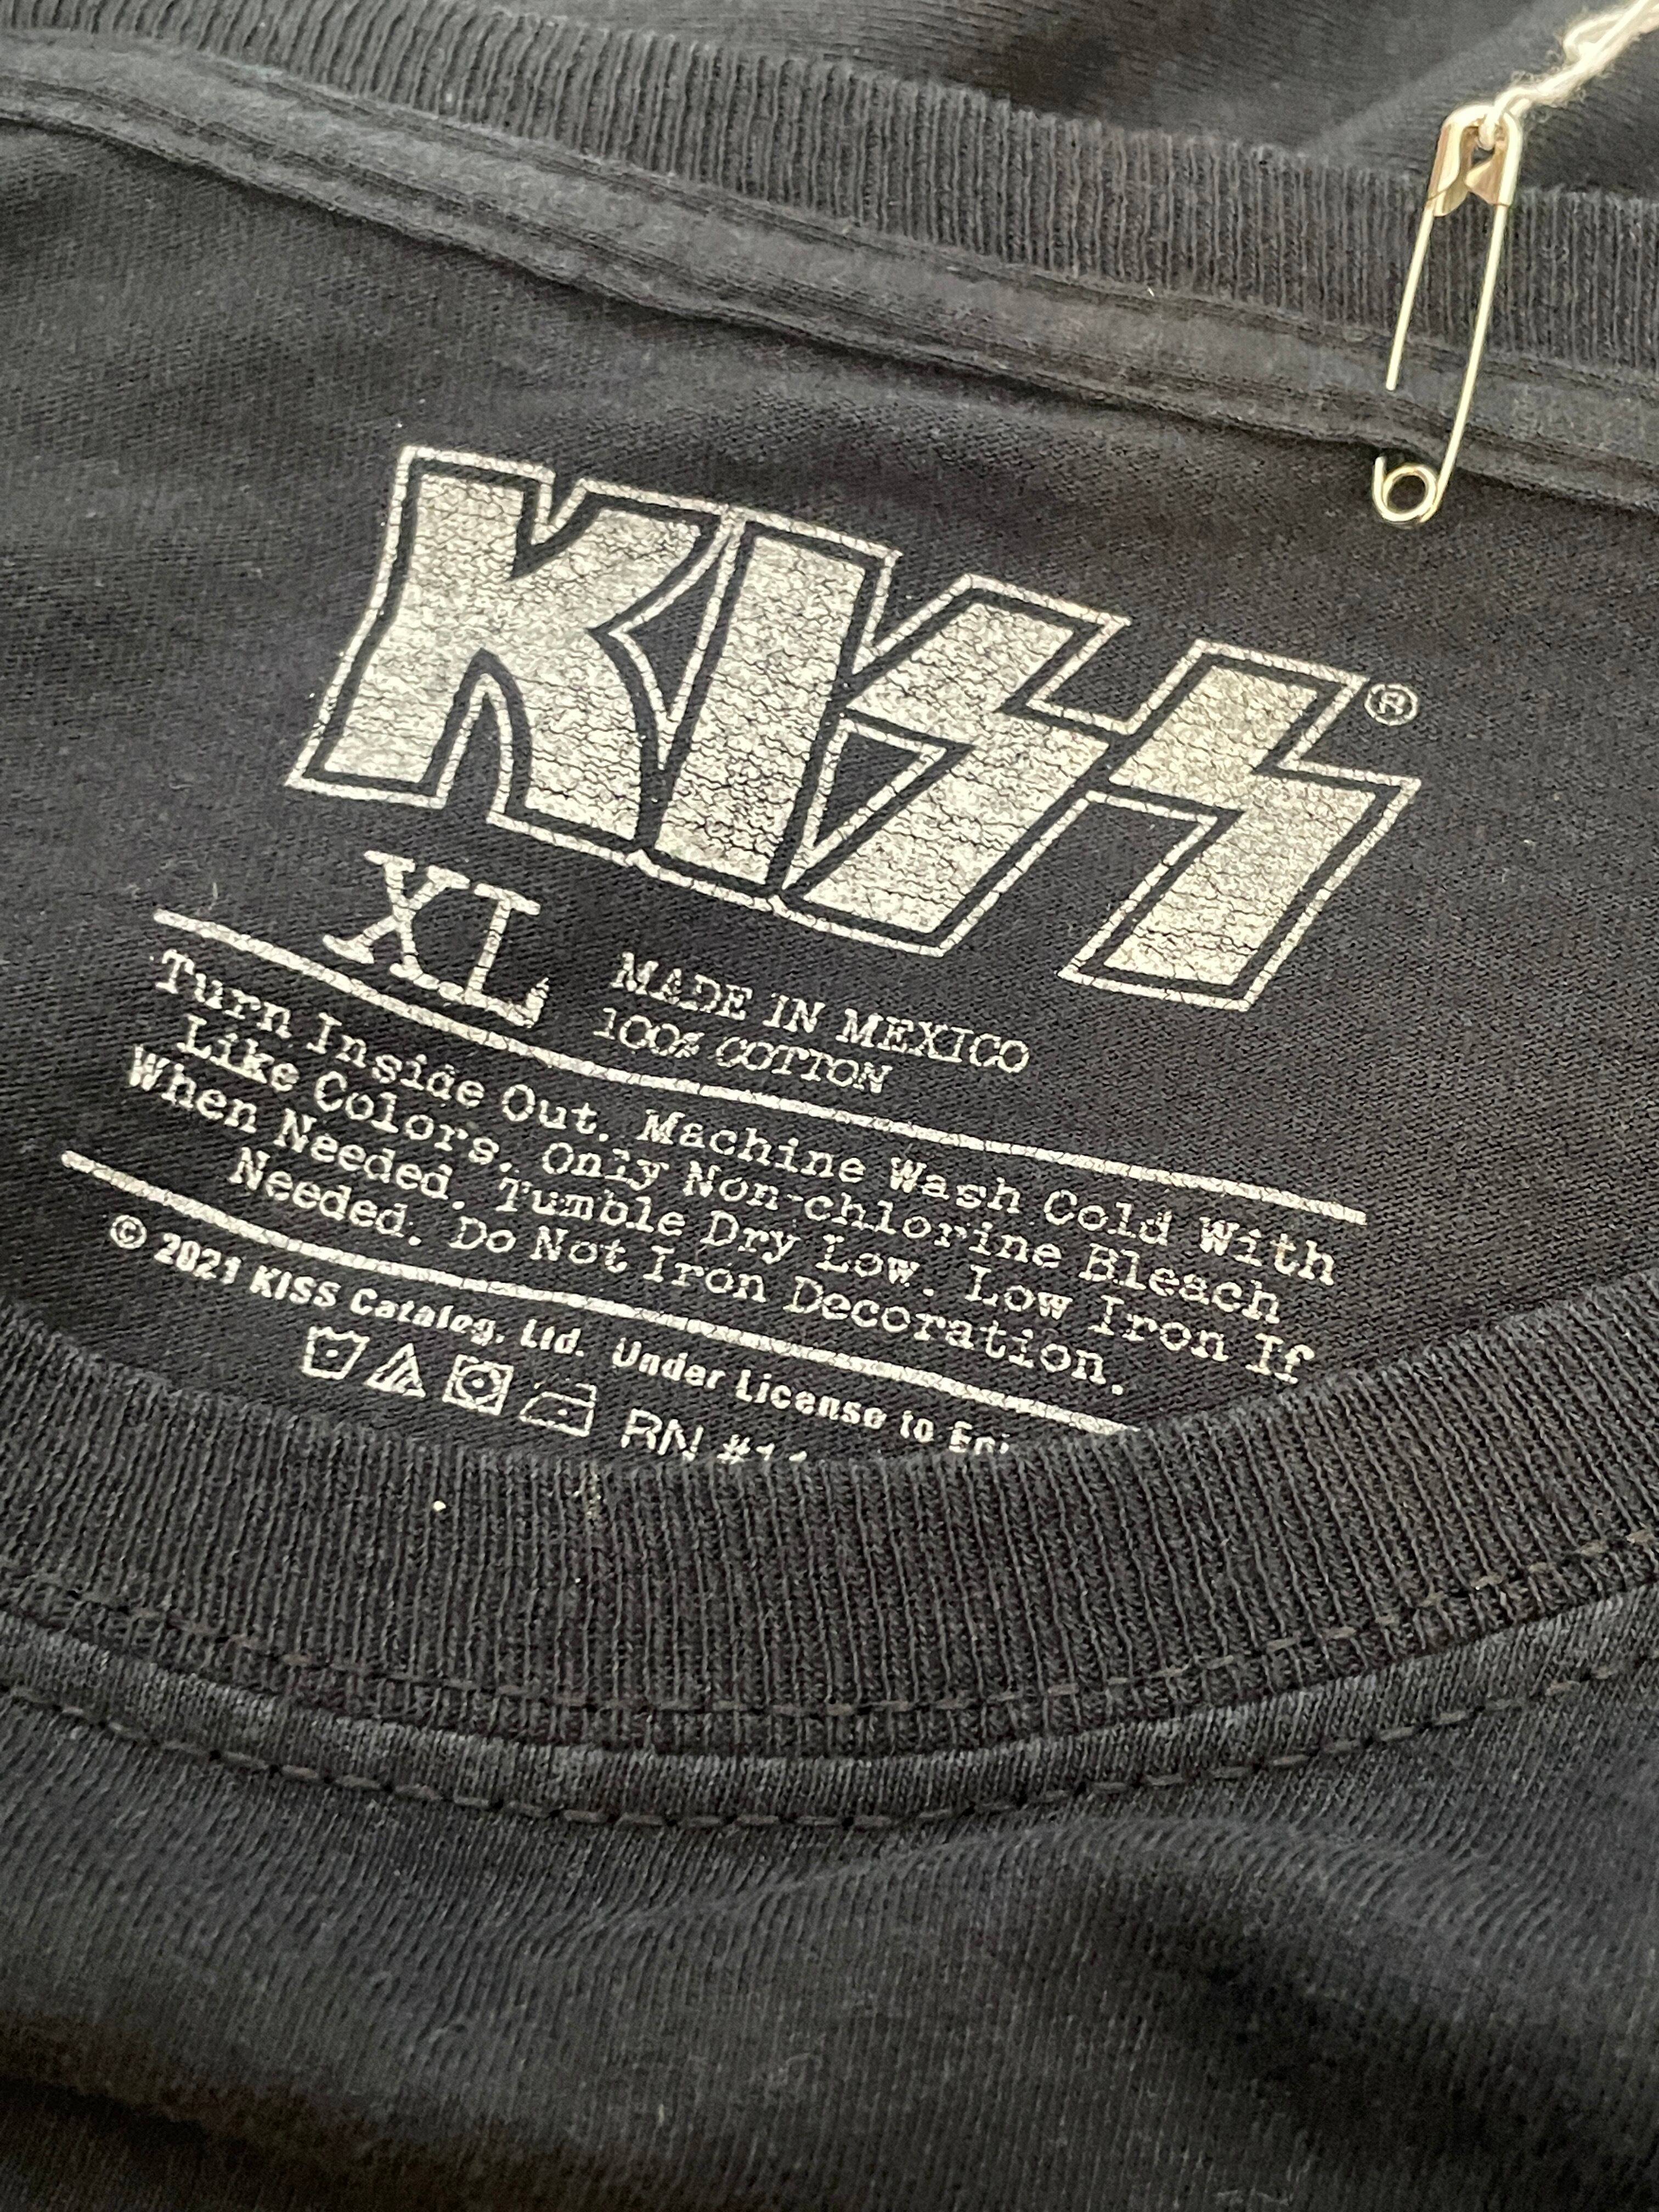 KISS®
XL
MADE IN MEXICO
100% COTTON
Turn Inside Out. Machine Wash Cold With
Like Colors. Only Non-chlorine Bleach
When Needed. Tumble Dry Low. Low Iron If
Needed. Do Not Iron Decoration.
© 2021 KISS Catalog, Ltd. Under License to
RN